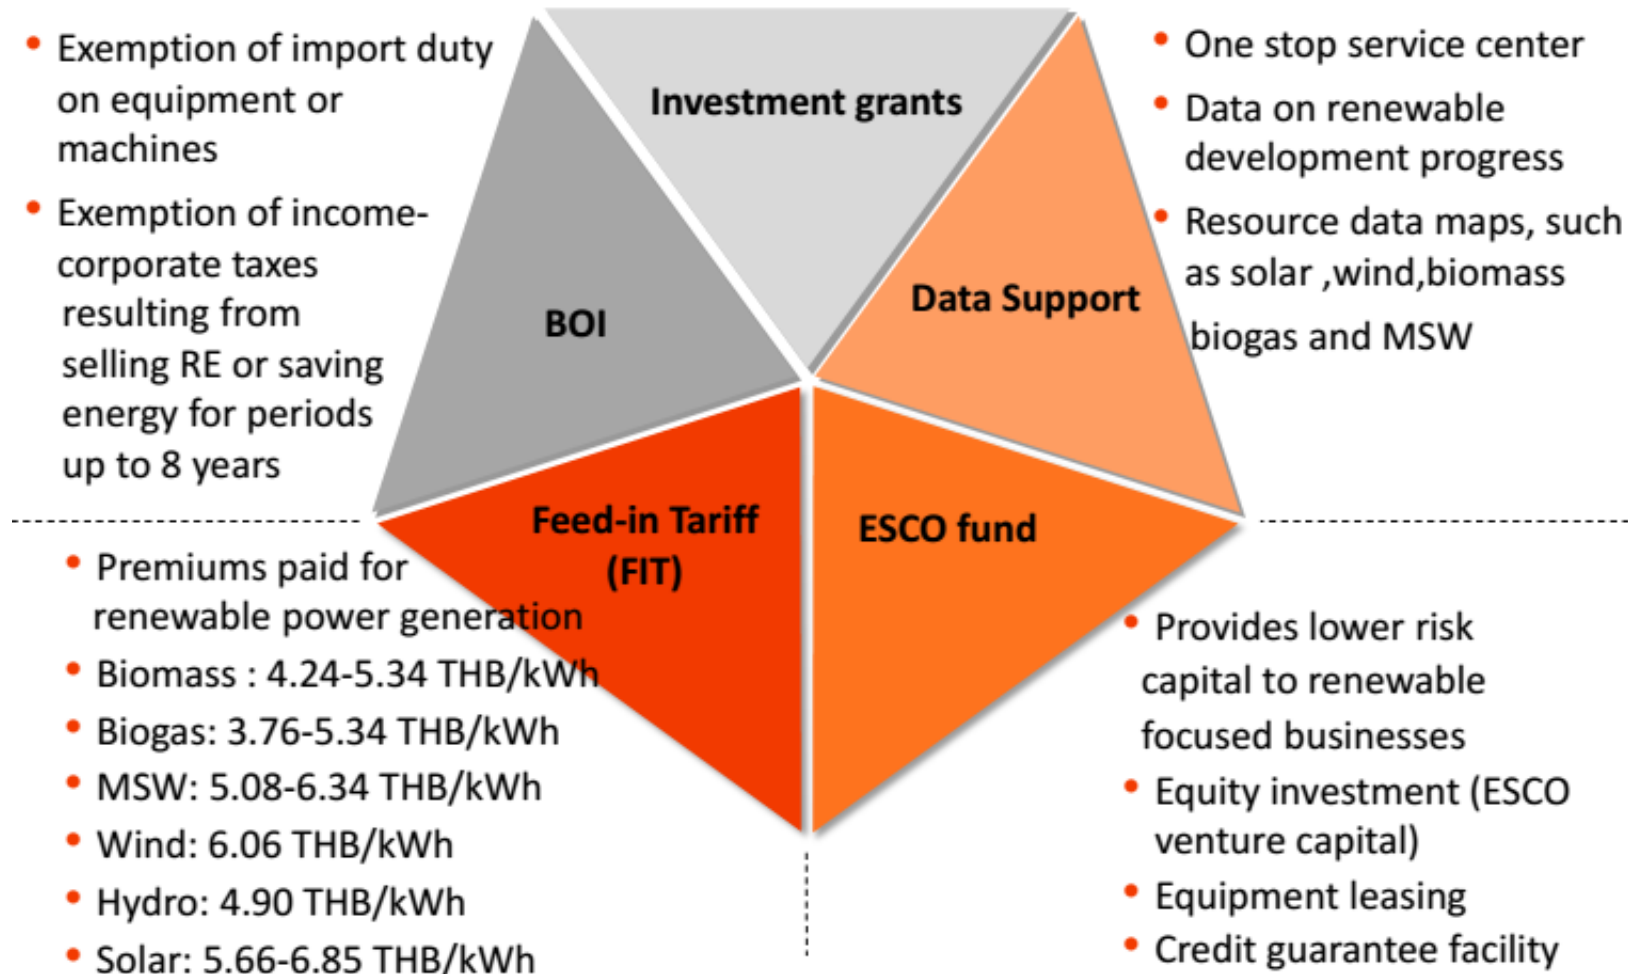 • Exemption of import duty
on equipment or
machines
• Exemption of income-
corporate taxes
resulting from
selling RE or saving
energy for periods
up to 8 years
Investment grants
BOI
Data Support
• One stop service center
• Data on renewable
development progress
• Resource data maps, such
as solar ,wind,biomass
biogas and MSW
Feed-in Tariff
(FIT)
ESCO fund
• Premiums paid for
renewable power generation
• Biomass : 4.24-5.34 THB/kWh
• Biogas: 3.76-5.34 THB/kWh
• MSW: 5.08-6.34 THB/kWh
• Wind: 6.06 THB/kWh
• Hydro: 4.90 THB/kWh
• Solar: 5.66-6.85 THB/kWh
• Provides lower risk
capital to renewable
focused businesses
• Equity investment (ESCO
venture capital)
• Equipment leasing
• Credit guarantee facility